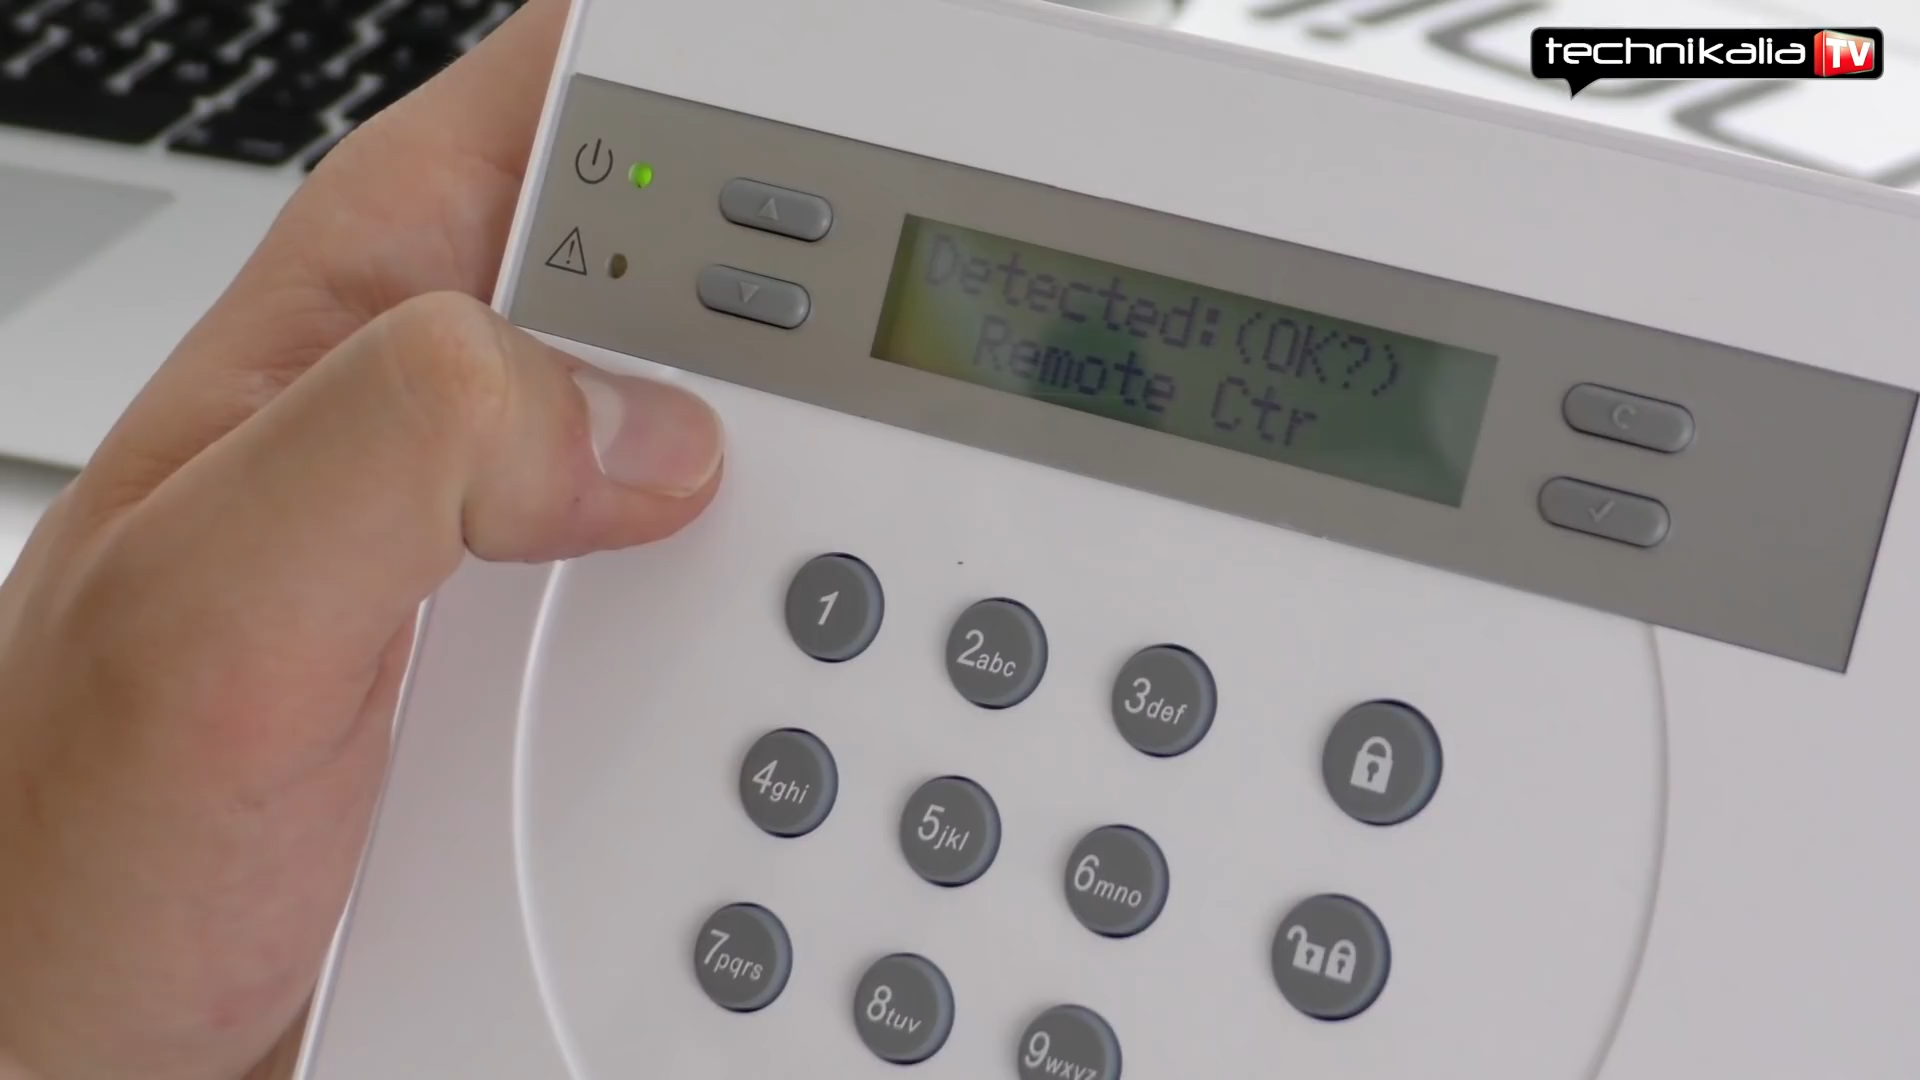 technikalia TV
Detected:(OK?)
Remote Ctr
C
1
2abc
3def
4ghi
5jkl
6mno
7pqrs
8tuv
9wxyz